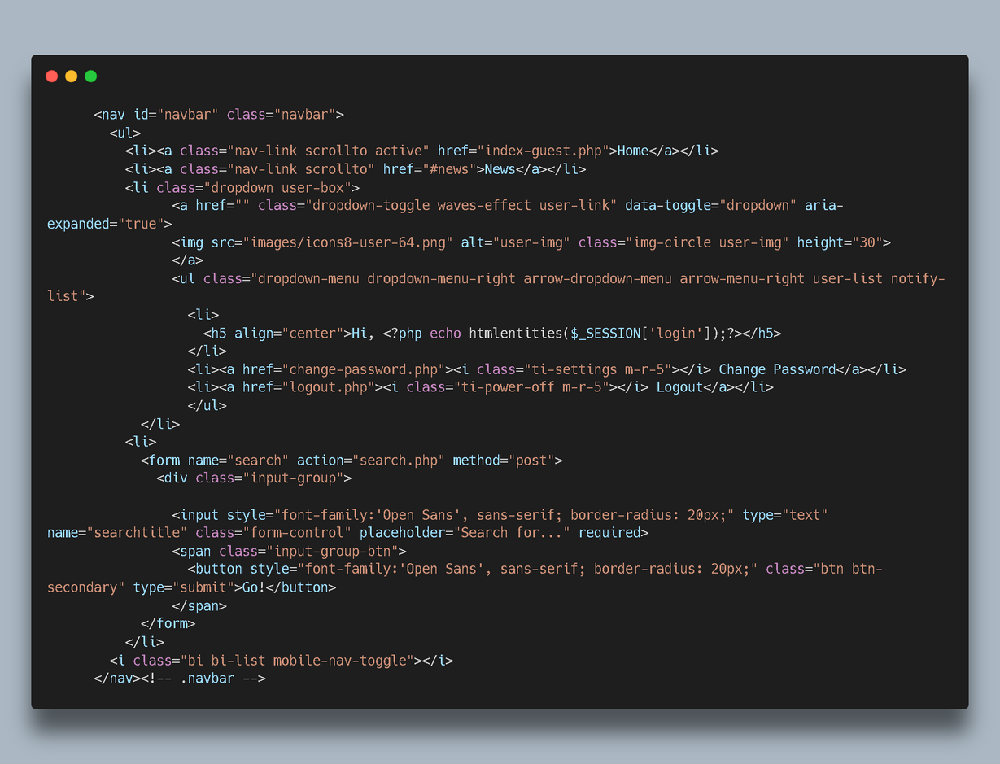 <nav id="navbar" class="navbar">
<ul>
<li><a class="nav-link scrollto active" href="index-guest.php">Home</a></li>
<li><a class="nav-link scrollto" href="#news">News</a></li>
<li class="dropdown user-box">
<a href="" class="dropdown-toggle waves-effect user-link" data-toggle="dropdown" aria-
expanded="true">
<img src="images/icons8-user-64.png" alt="user-img" class="img-circle user-img" height="30">
</a>
<ul class="dropdown-menu dropdown-menu-right arrow-dropdown-menu arrow-menu-right user-list notify-
list">
<li>
<h5 align="center">Hi, <?php echo htmlentities($_SESSION['login']);?></h5>
</li>
<li><a href="change-password.php"><i class="ti-settings m-r-5"></i> Change Password</a></li>
<li><a href="logout.php"><i class="ti-power-off m-r-5"></i> Logout</a></li>
</ul>
</li>
<li>
<form name="search" action="search.php" method="post">
<div class="input-group">
<input style="font-family:'Open Sans', sans-serif; border-radius: 20px;" type="text"
name="searchtitle" class="form-control" placeholder="Search for..." required>
<span class="input-group-btn">
<button style="font-family:'Open Sans', sans-serif; border-radius: 20px;" class="btn btn-
secondary" type="submit">Go!</button>
</span>
</form>
</li>
<i class="bi bi-list mobile-nav-toggle"></i>
</nav><!-- .navbar -->